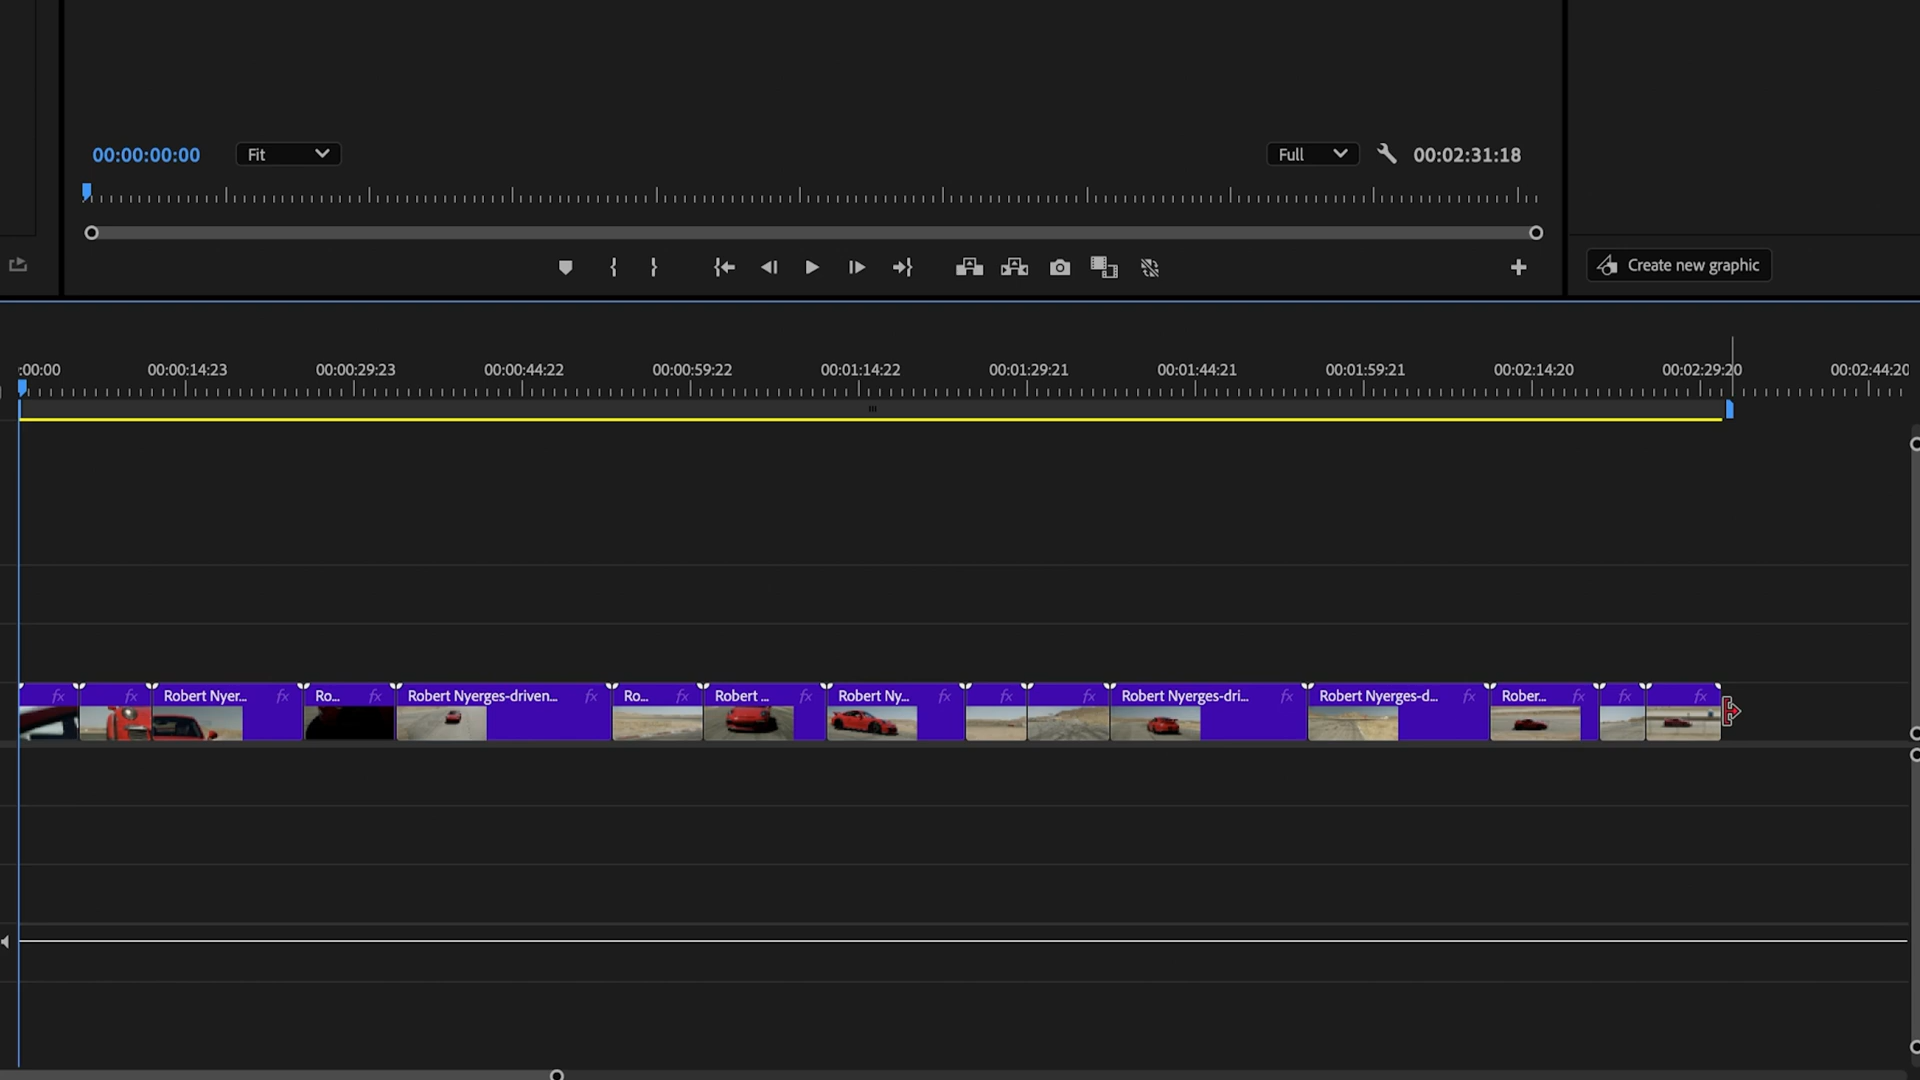 00:00:00:00
Fit
Full
00:02:31:18
Create new graphic
:00:00
00:00:14:23
00:00:29:23
00:00:44:22
00:00:59:22
00:01:14:22
00:01:29:21
00:01:44:21
00:01:59:21
00:02:14:20
00:02:29:20
00:02:44:20
fx
fx
Robert Nyer...
fx
Ro...
fx
Robert Nyerges-driven...
fx
Ro...
fx
Robert ...
fx
Robert Ny...
fx
fx
fx
Robert Nyerges-dri...
fx
Robert Nyerges-d...
fx
Rober...
fx
fx
fx